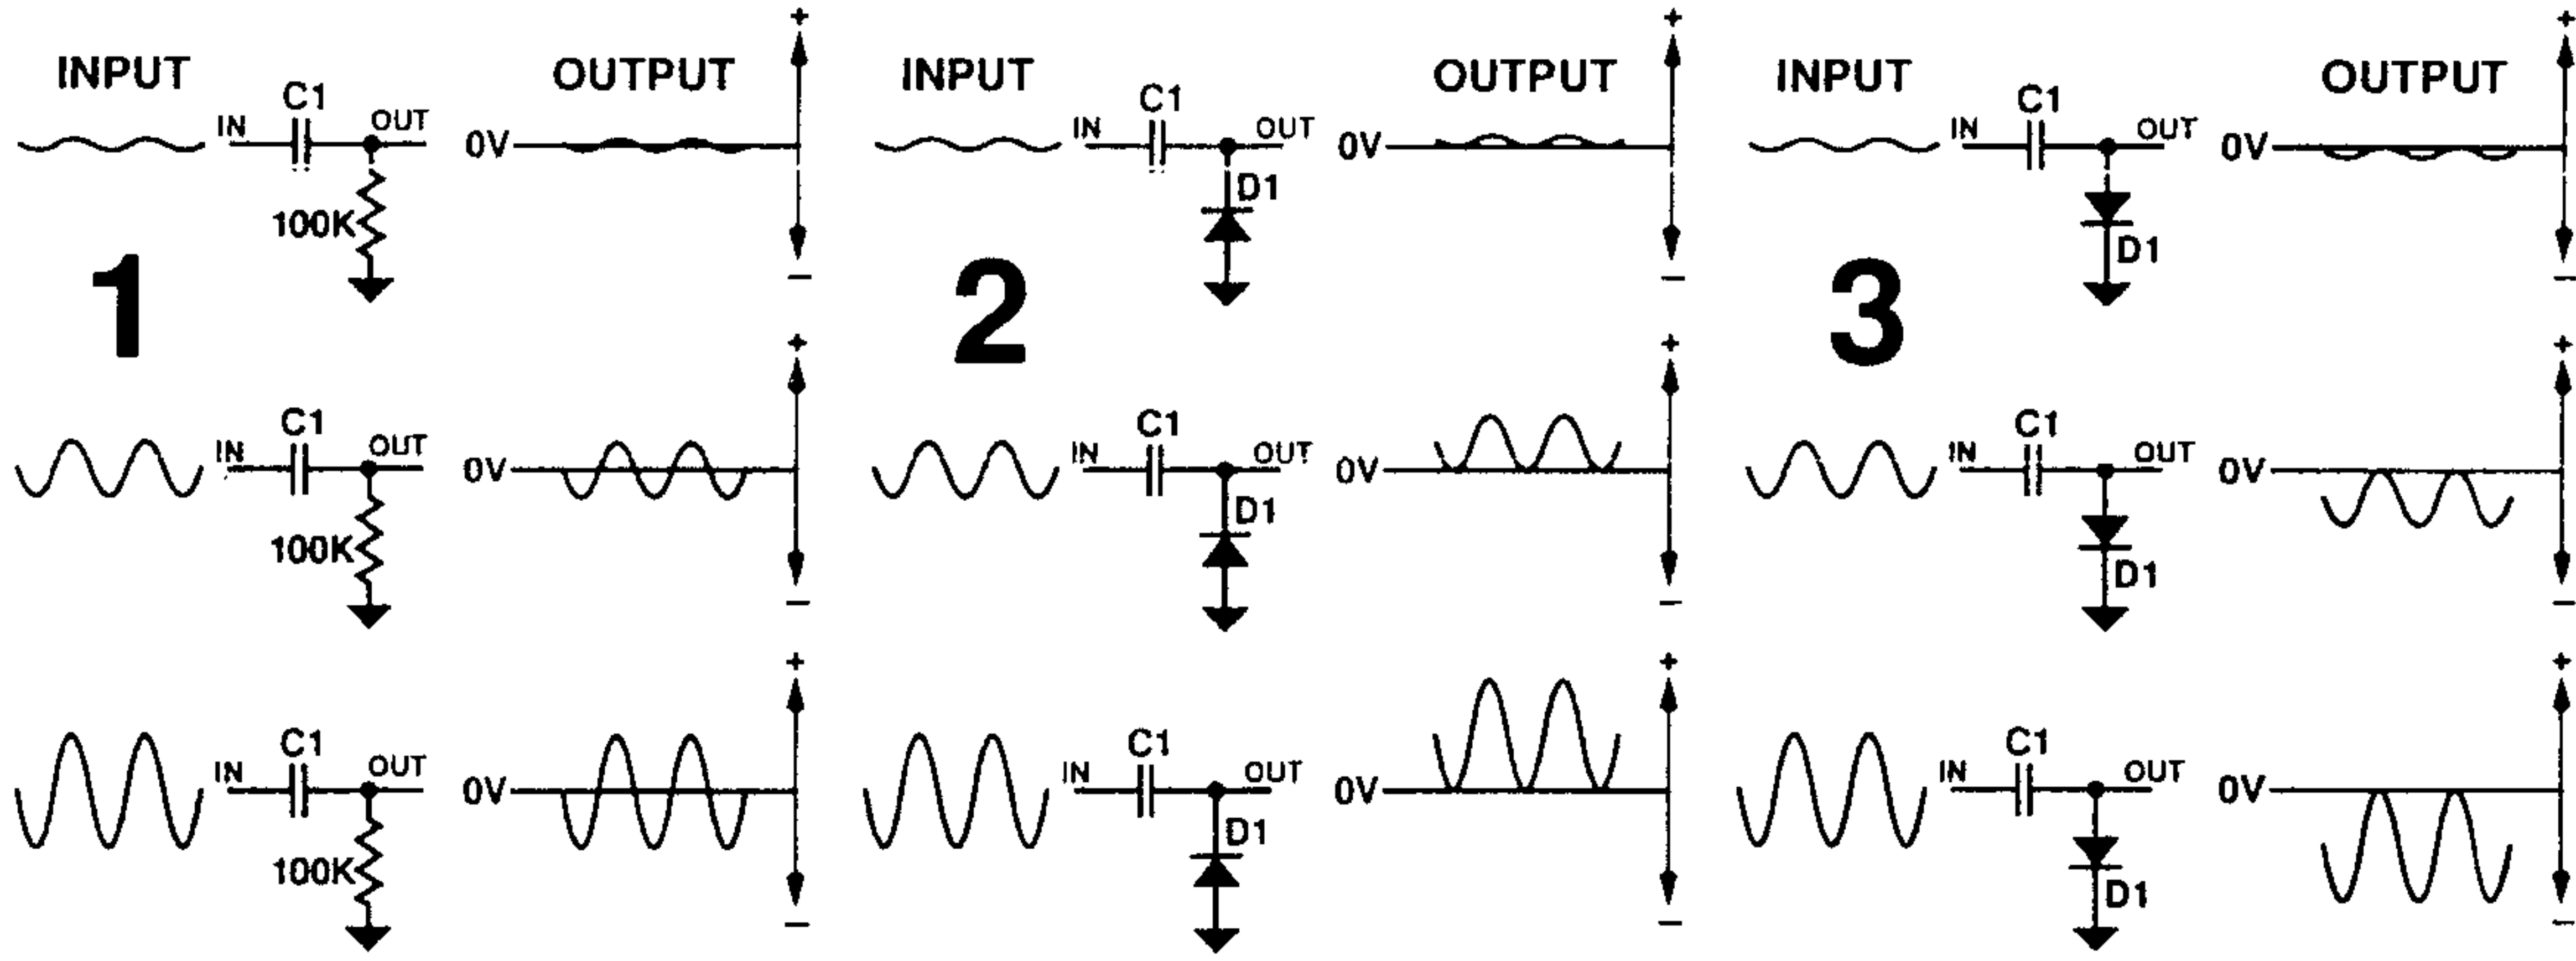 INPUT OUTPUT + INPUT OUTPUT + INPUT OUTPUT +
IN C1 OUT 0V IN C1 OUT 0V IN C1 OUT 0V
100K D1 D1
1 − 2 − 3 −
+ + +
IN C1 OUT 0V IN C1 OUT 0V IN C1 OUT 0V
100K D1 D1
− − −
+ + +
IN C1 OUT 0V IN C1 OUT 0V IN C1 OUT 0V
100K D1 D1
− − −